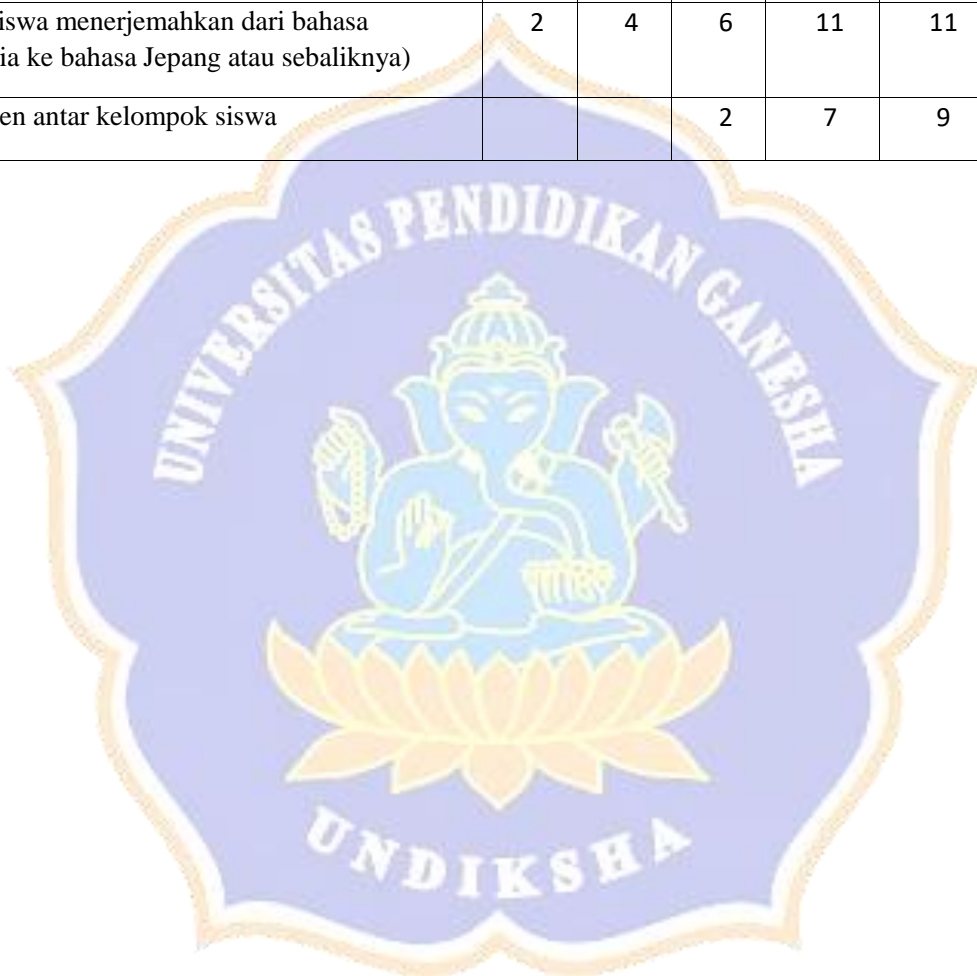 iswa menerjemahkan dari bahasa 2 4 6 11 11
ia ke bahasa Jepang atau sebaliknya)
en antar kelompok siswa 2 7 9
UNIVERSITAS PENDIDIKAN GANESHA
UNDIKSHA